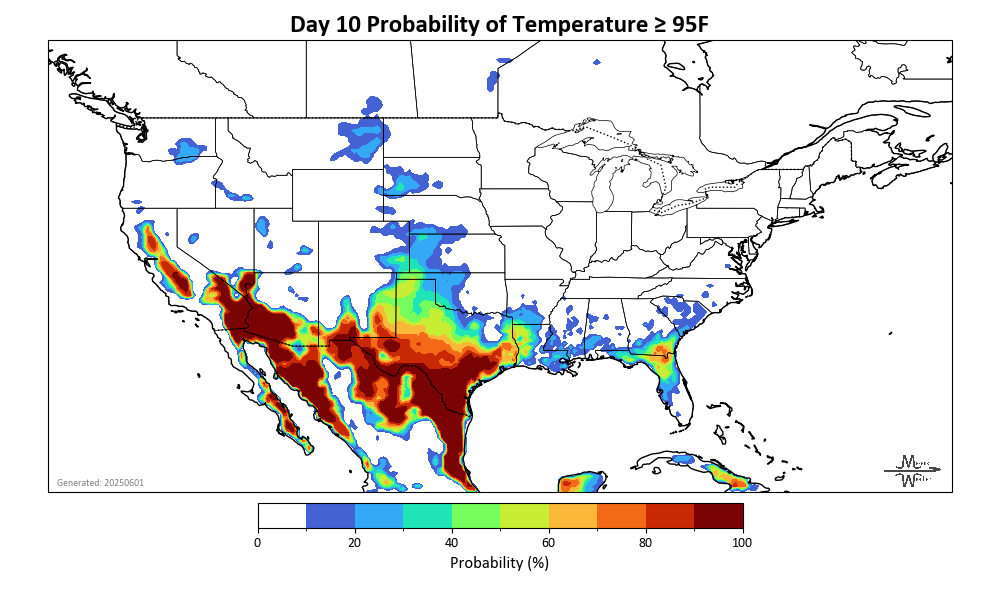 Day 10 Probability of Temperature ≥ 95F
Generated: 20250601
0 20 40 60 80 100
Probability (%)